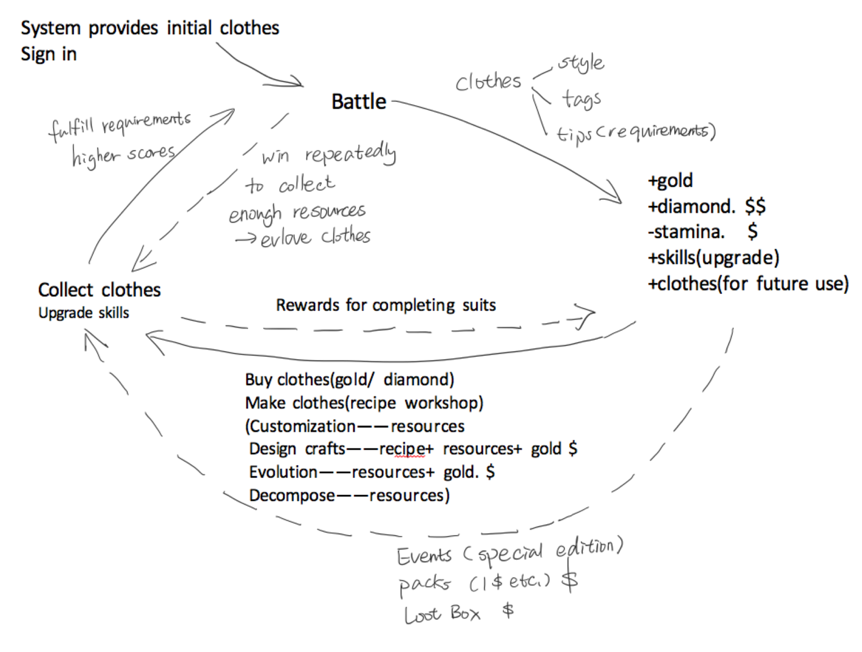 System provides initial clothes
Sign in
Battle
clothes
style
tags
tips(requirements)
fulfill requirements
higher scores
win repeatedly
to collect
enough resources
→evlove clothes
+gold
+diamond. $$
-stamina. $
+skills(upgrade)
+clothes(for future use)
Collect clothes
Upgrade skills
Rewards for completing suits
Buy clothes(gold/ diamond)
Make clothes(recipe workshop)
(Customization——resources
Design crafts——recipe+ resources+ gold $
Evolution——resources+ gold. $
Decompose——resources)
Events (special edition)
packs (1$ etc.) $
Loot Box $